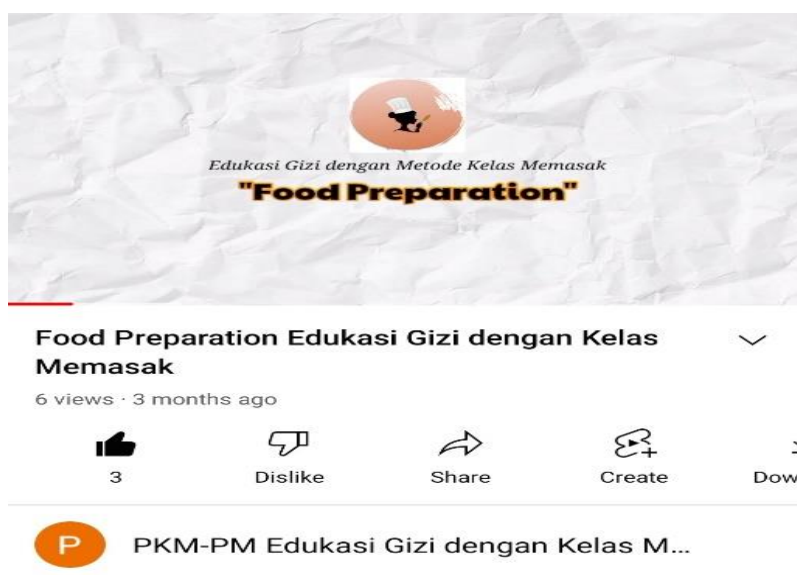 Edukasi Gizi dengan Metode Kelas Memasak
"Food Preparation"
Food Preparation Edukasi Gizi dengan Kelas
Memasak
6 views · 3 months ago
3 Dislike Share Create Dow
P PKM-PM Edukasi Gizi dengan Kelas M...